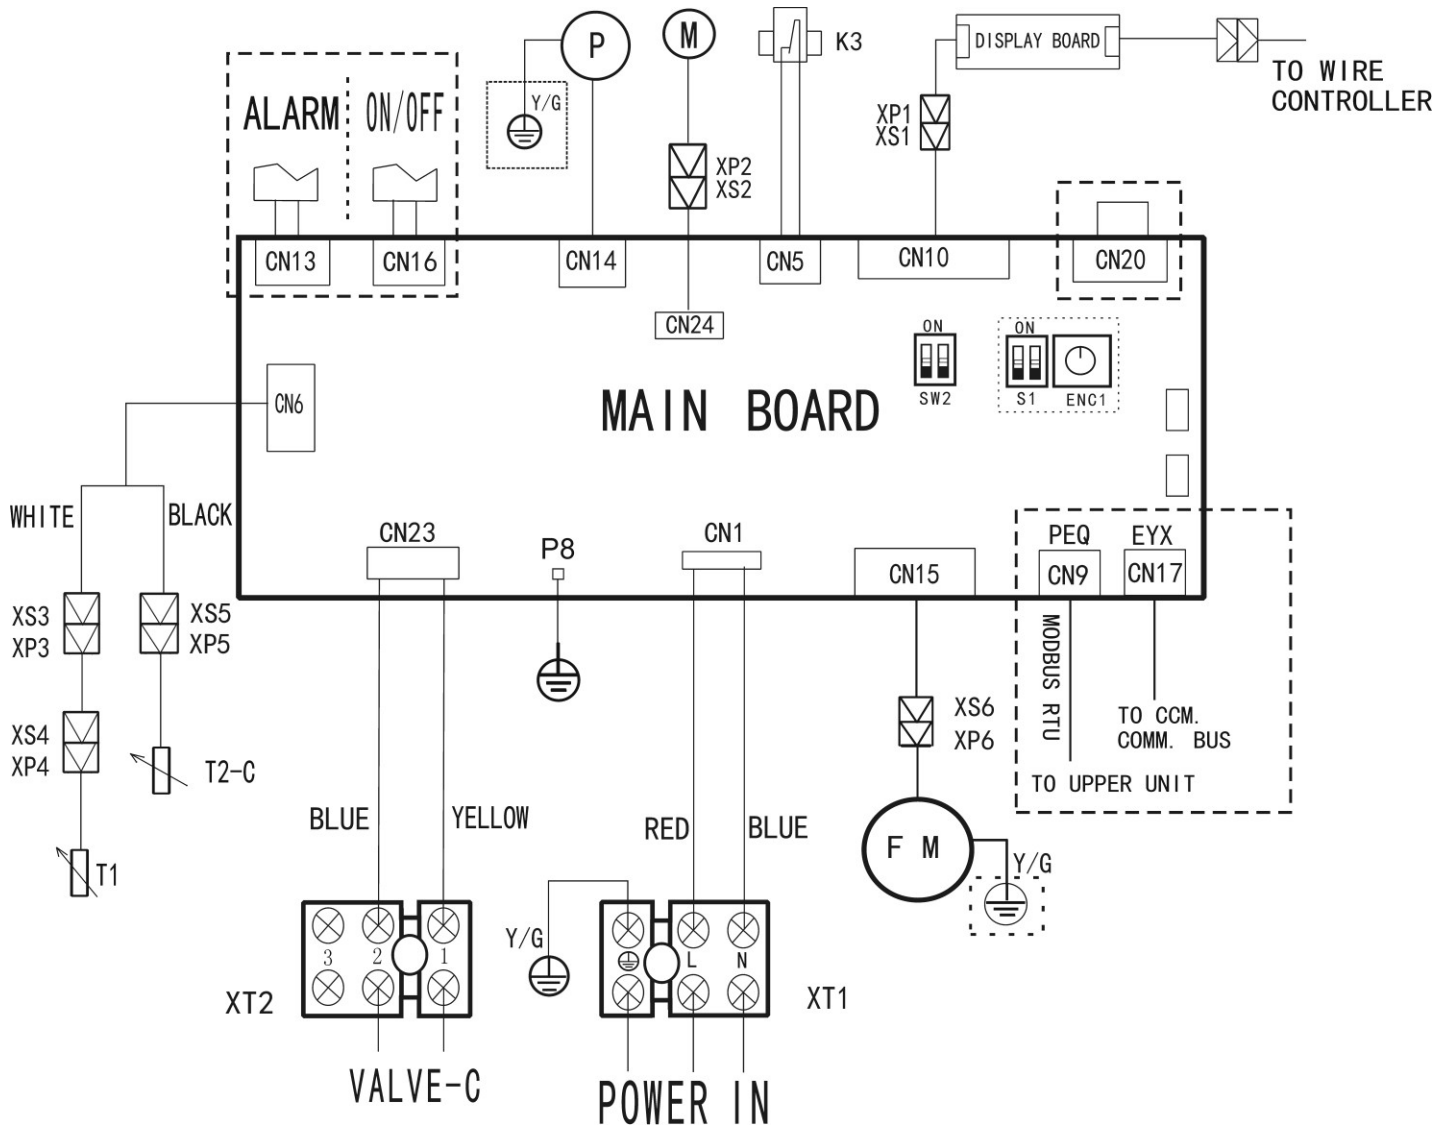 P
M
K3
DISPLAY BOARD
TO WIRE
CONTROLLER
ALARM
ON/OFF
Y/G
XP1
XS1
XP2
XS2
CN13
CN16
CN14
CN5
CN10
CN20
CN24
ON
SW2
ON
S1
ENC1
CN6
MAIN BOARD
WHITE
BLACK
CN23
P8
CN1
CN15
PEQ
CN9
EYX
CN17
XS3
XP3
XS5
XP5
MODBUS RTU
XS4
XP4
T2-C
XS6
XP6
TO CCM.
COMM. BUS
TO UPPER UNIT
BLUE
YELLOW
RED
BLUE
F M
Y/G
T1
3
2
1
Y/G
L
N
XT2
XT1
VALVE-C
POWER IN